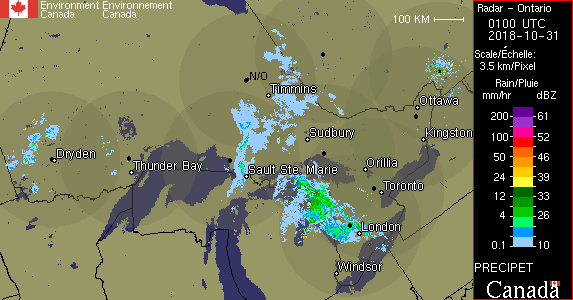 Environment Environnement
Canada Canada
100 KM
N/O
Timmins
Ottawa
Sudbury
Kingston
Dryden
Thunder Bay
Sault Ste. Marie
Orillia
Toronto
London
Windsor
Radar - Ontario
0100 UTC
2018-10-31
Scale/Échelle:
3.5 km/Pixel
Rain/Pluie
mm/hr dBZ
200 61
100 52
50 46
24 39
12 33
4 26
0.1 10
PRECIPET
Canada